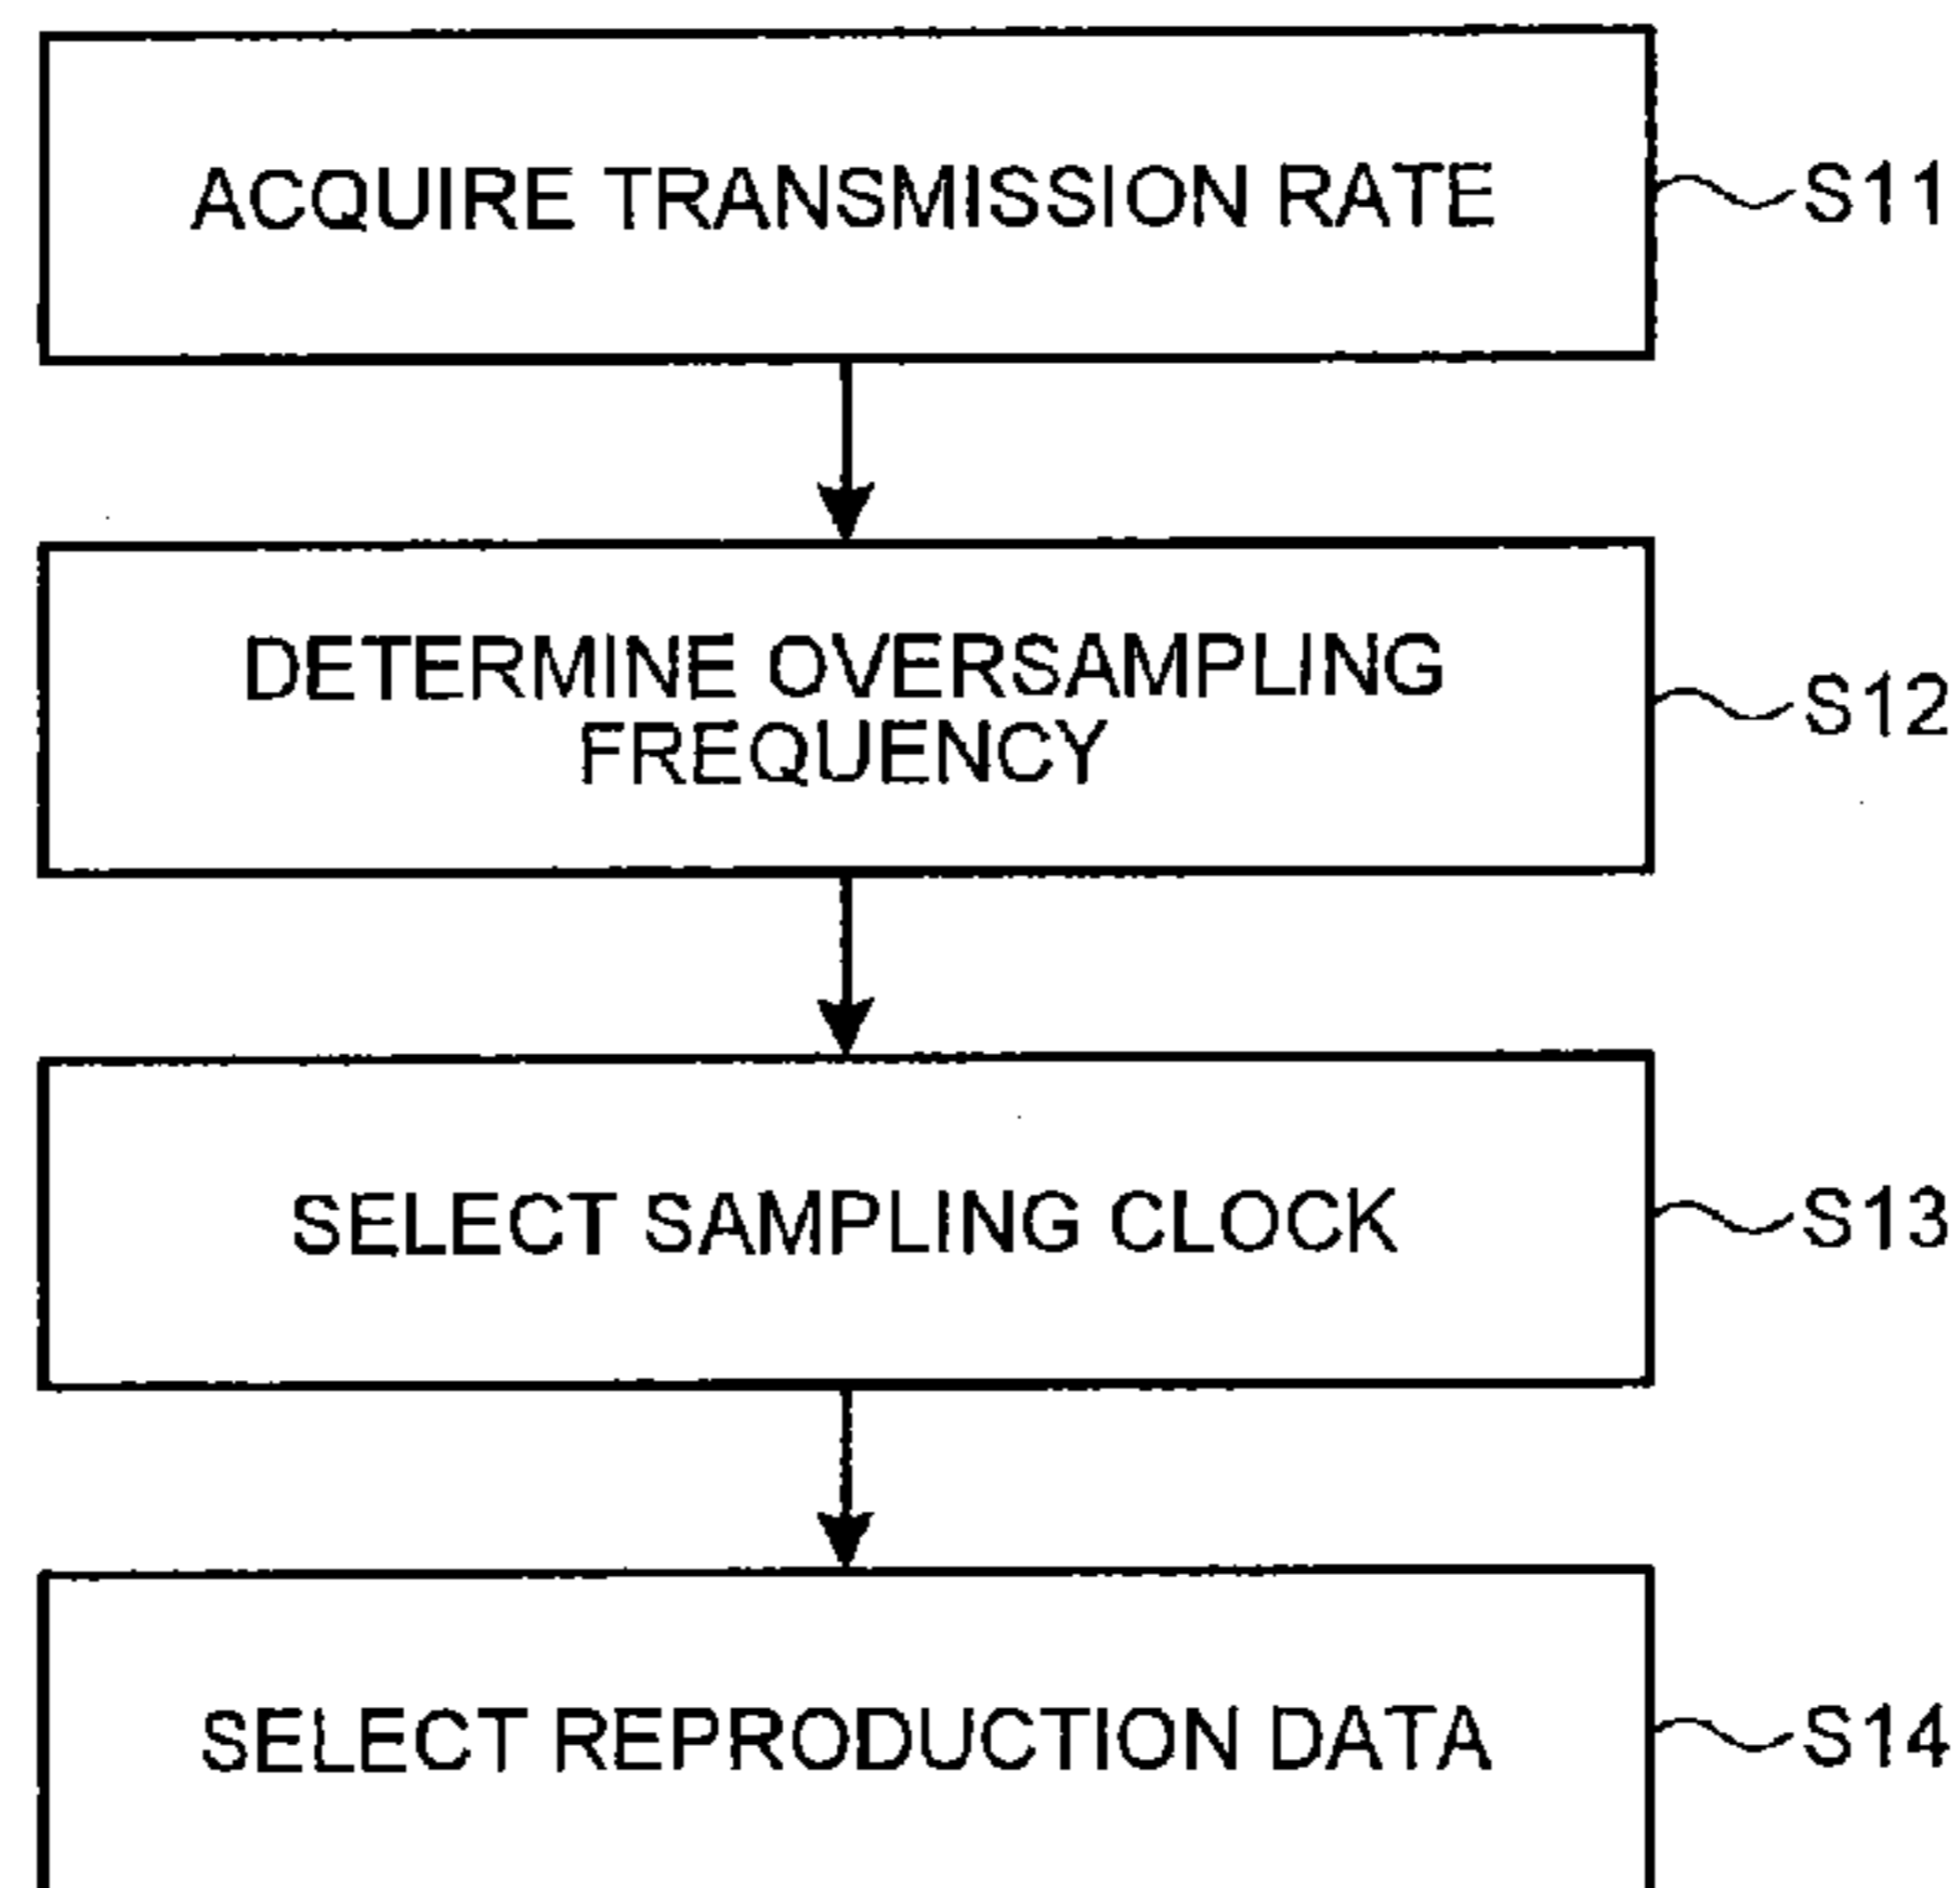 ACQUIRE TRANSMISSION RATE
S11
DETERMINE OVERSAMPLING
FREQUENCY
S12
SELECT SAMPLING CLOCK
S13
SELECT REPRODUCTION DATA
S14